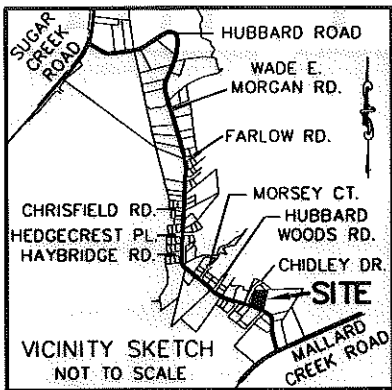 SUGAR
CREEK
ROAD
HUBBARD ROAD
WADE E.
MORGAN RD.
FARLOW RD.
MORSEY CT.
CHRISFIELD RD.
HUBBARD
WOODS RD.
HEDGECREST PL.
HAYBRIDGE RD.
CHIDLEY DR.
SITE
MALLARD
CREEK ROAD
VICINITY SKETCH
NOT TO SCALE